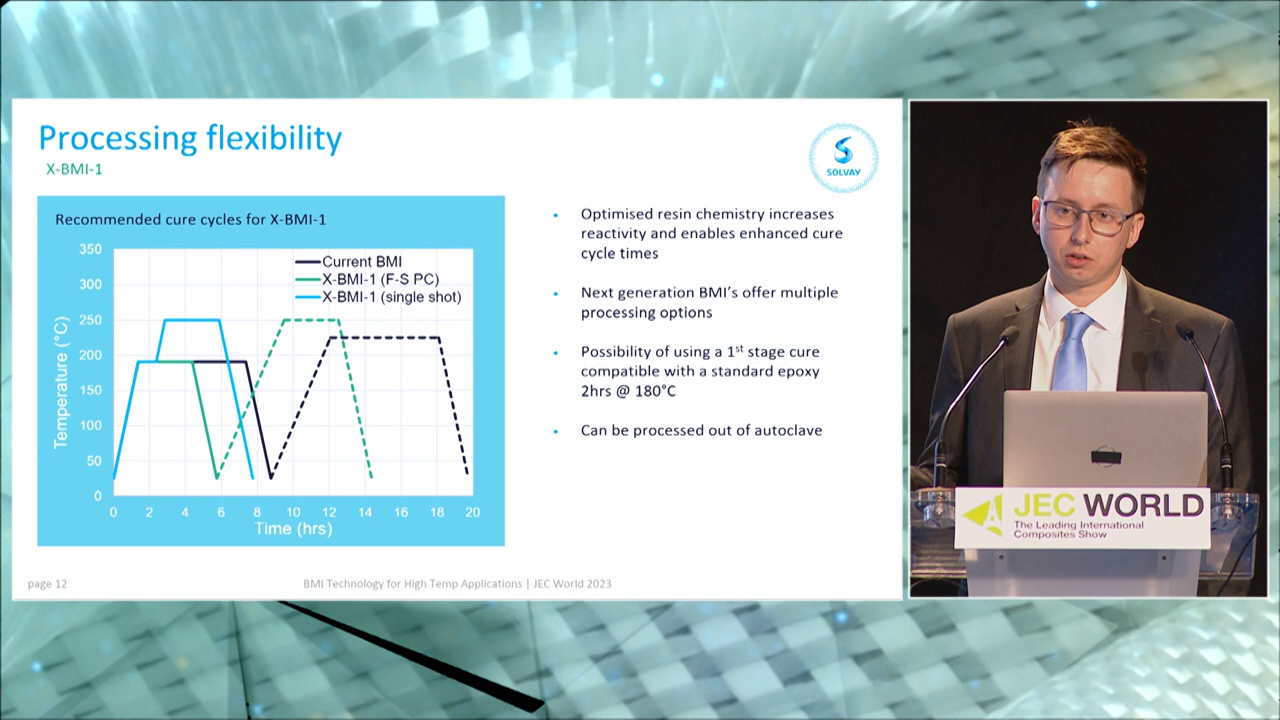 Processing flexibility
X-BMI-1
SOLVAY
Recommended cure cycles for X-BMI-1
350
300
250
200
150
100
50
0
Temperature (°C)
Current BMI
X-BMI-1 (F-S PC)
X-BMI-1 (single shot)
0 2 4 6 8 10 12 14 16 18 20
Time (hrs)
• Optimised resin chemistry increases
reactivity and enables enhanced cure
cycle times
• Next generation BMI's offer multiple
processing options
• Possibility of using a 1st stage cure
compatible with a standard epoxy
2hrs @ 180°C
• Can be processed out of autoclave
page 12
BMI Technology for High Temp Applications | JEC World 2023
JEC WORLD
The Leading International
Composites Show